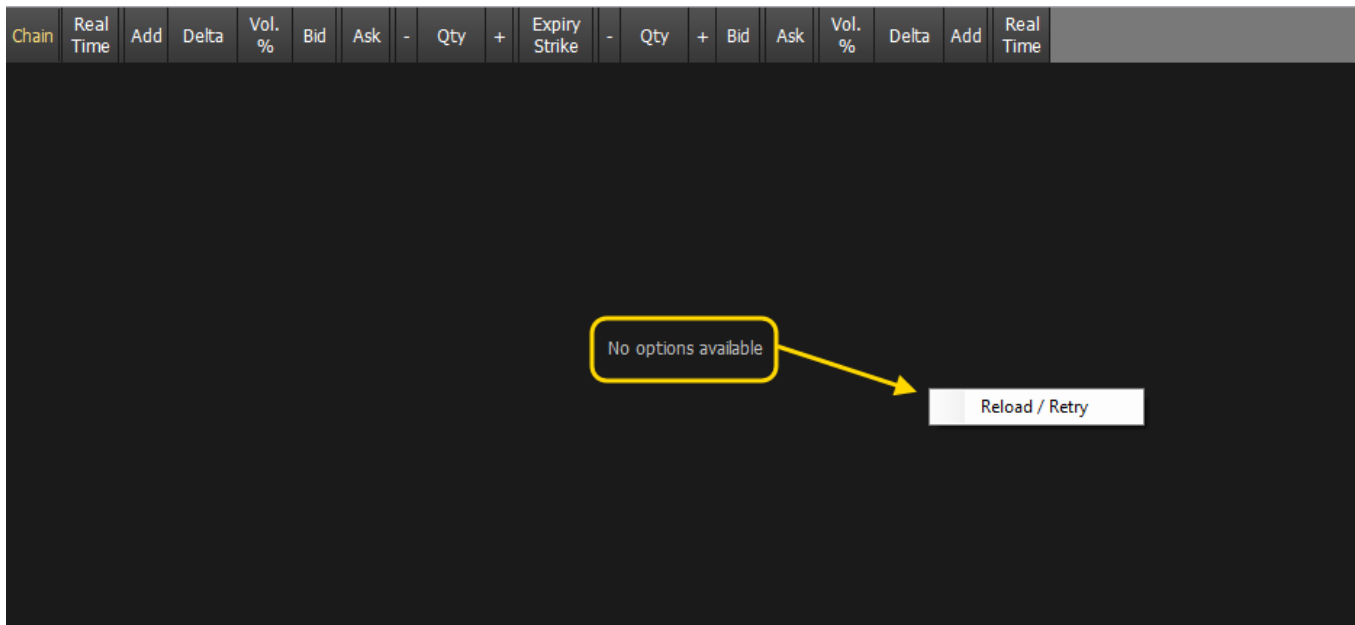 Chain Real Time Add Delta Vol. % Bid Ask - Qty + Expiry Strike - Qty + Bid Ask Vol. % Delta Add Real Time
No options available
Reload / Retry